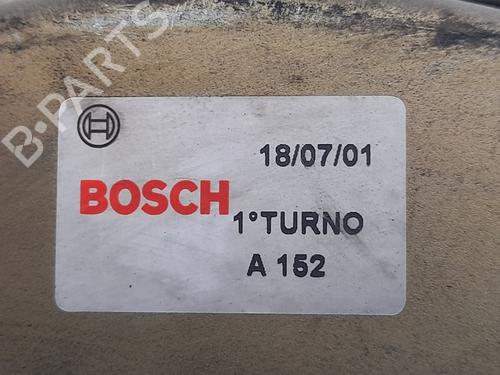 B-PARTS
18/07/01
BOSCH
1°TURNO
A 152